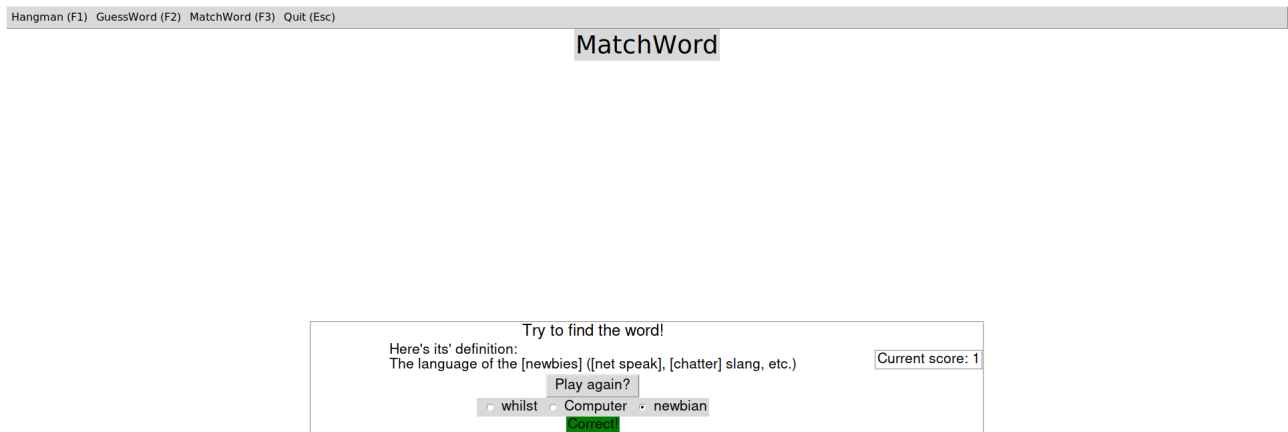 Hangman (F1) GuessWord (F2) MatchWord (F3) Quit (Esc)
MatchWord
Try to find the word!
Here's its' definition:
The language of the [newbies] ([net speak], [chatter] slang, etc.)
Current score: 1
Play again?
whilst Computer newbian
Correct!